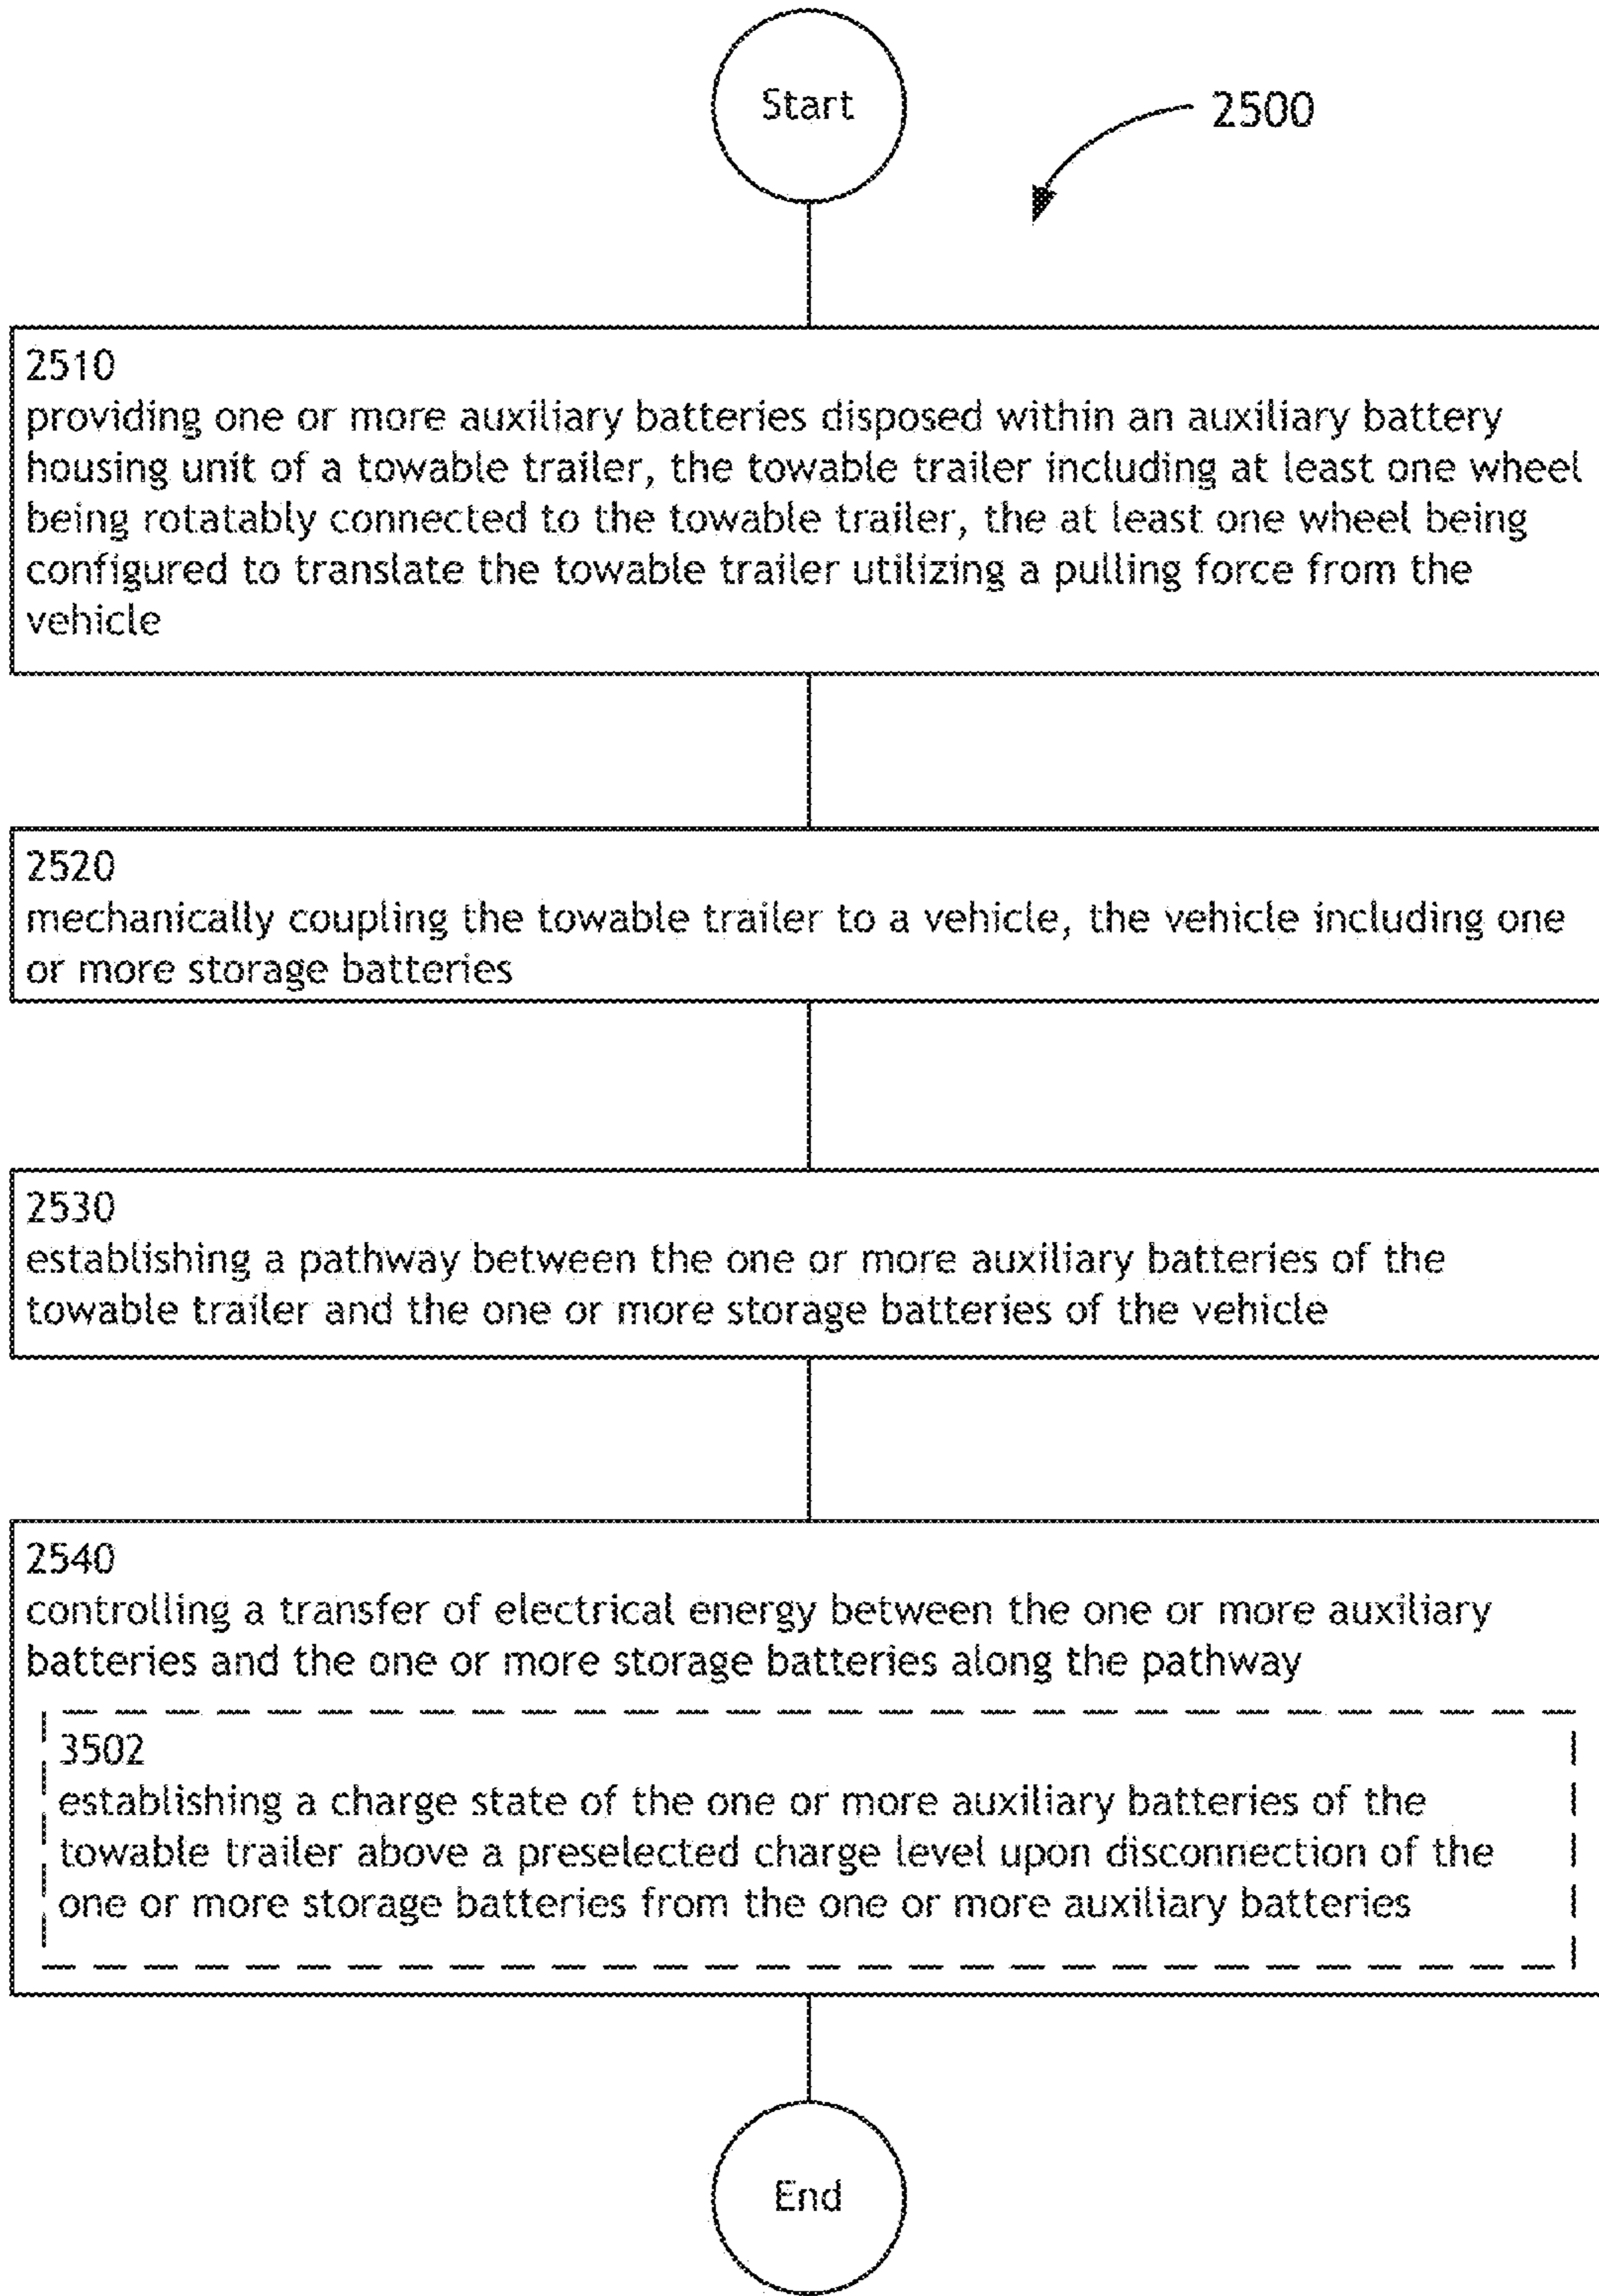 Start
2500
2510
providing one or more auxiliary batteries disposed within an auxiliary battery
housing unit of a towable trailer, the towable trailer including at least one wheel
being rotatably connected to the towable trailer, the at least one wheel being
configured to translate the towable trailer utilizing a pulling force from the
vehicle
2520
mechanically coupling the towable trailer to a vehicle, the vehicle including one
or more storage batteries
2530
establishing a pathway between the one or more auxiliary batteries of the
towable trailer and the one or more storage batteries of the vehicle
2540
controlling a transfer of electrical energy between the one or more auxiliary
batteries and the one or more storage batteries along the pathway
3502
establishing a charge state of the one or more auxiliary batteries of the
towable trailer above a preselected charge level upon disconnection of the
one or more storage batteries from the one or more auxiliary batteries
End